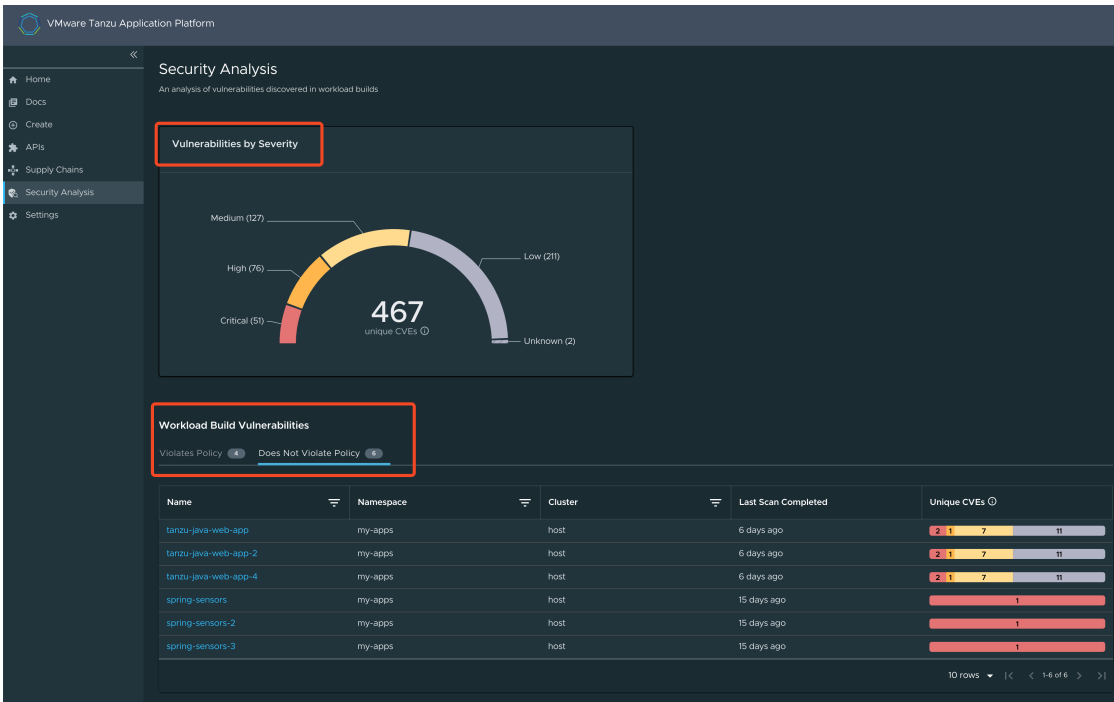 VMware Tanzu Application Platform
Home
Docs
Create
APIs
Supply Chains
Security Analysis
Settings
Security Analysis
An analysis of vulnerabilities discovered in workload builds
Vulnerabilities by Severity
Medium (127)
Low (211)
High (76)
Critical (51)
467
unique CVEs
Unknown (2)
Workload Build Vulnerabilities
Violates Policy 4 Does Not Violate Policy 6
Name Namespace Cluster Last Scan Completed Unique CVEs
tanzu-java-web-app my-apps host 6 days ago 2 1 7 11
tanzu-java-web-app-2 my-apps host 6 days ago 2 1 7 11
tanzu-java-web-app-4 my-apps host 6 days ago 2 1 7 11
spring-sensors my-apps host 15 days ago 1
spring-sensors-2 my-apps host 15 days ago 1
spring-sensors-3 my-apps host 15 days ago 1
10 rows 1-6 of 6